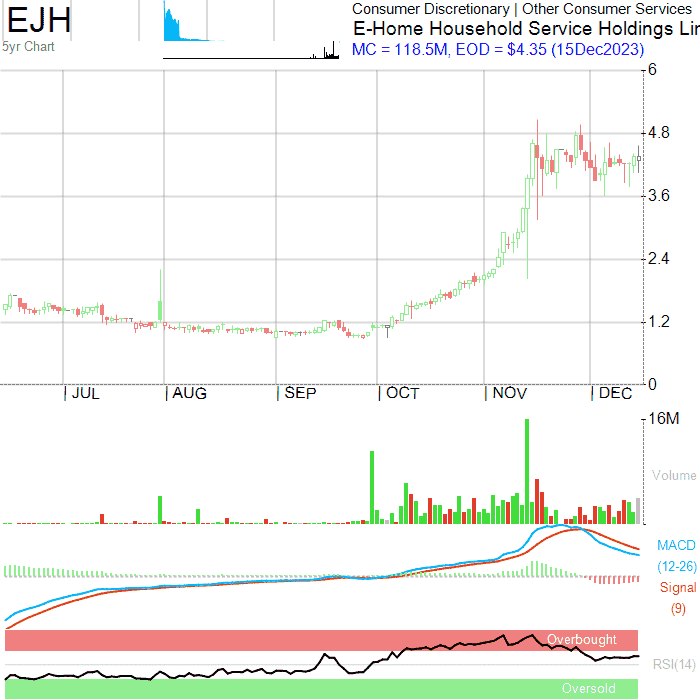 EJH
5yr Chart
Consumer Discretionary | Other Consumer Services
E-Home Household Service Holdings
MC = 118.5M, EOD = $4.35 (15Dec2023)
6
4.8
3.6
2.4
1.2
0
JUL AUG SEP OCT NOV DEC
16M
Volume
MACD
(12-26)
Signal
(9)
Overbought
RSI(14)
Oversold